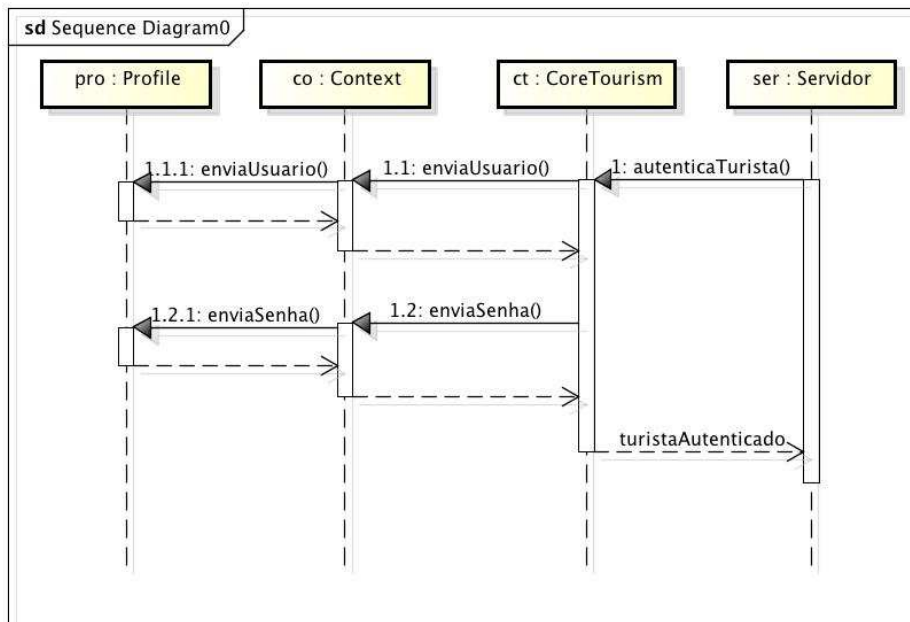 sd Sequence Diagram0
pro : Profile
co : Context
ct : CoreTourism
ser : Servidor
1.1.1: enviaUsuario()
1.1: enviaUsuario()
1: autenticaTurista()
1.2.1: enviaSenha()
1.2: enviaSenha()
turistaAutenticado